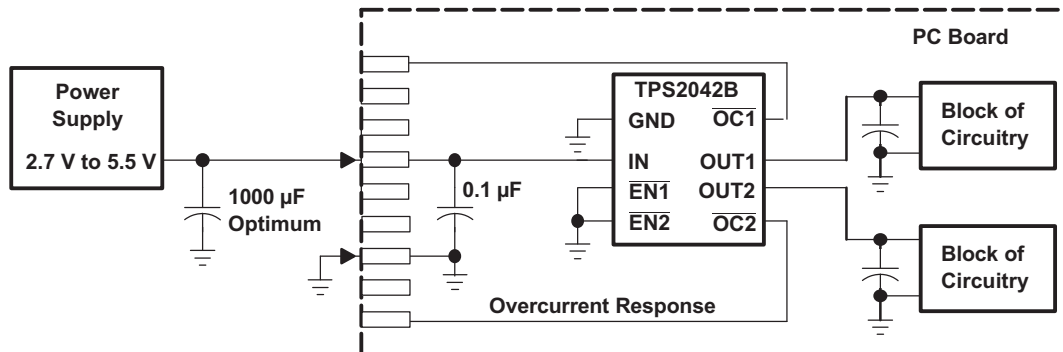 PC Board
Power
Supply
2.7 V to 5.5 V
1000 µF
Optimum
0.1 µF
TPS2042B
GND
OC1
IN
OUT1
EN1
OUT2
EN2
OC2
Overcurrent Response
Block of
Circuitry
Block of
Circuitry